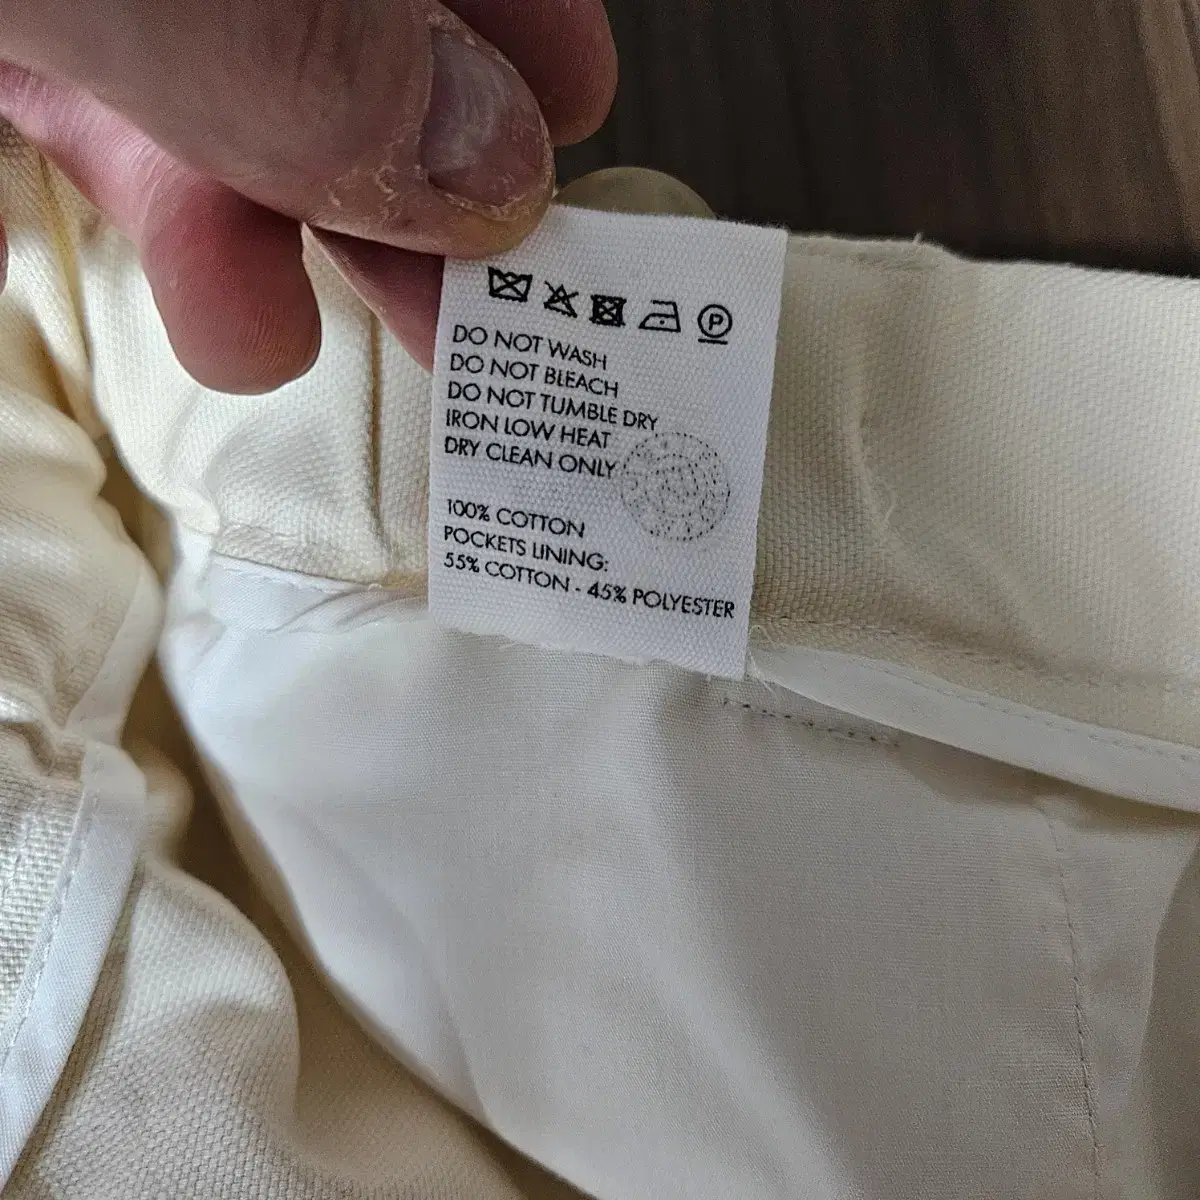 P
DO NOT WASH
DO NOT BLEACH
DO NOT TUMBLE DRY
IRON LOW HEAT
DRY CLEAN ONLY
100% COTTON
POCKETS LINING:
55% COTTON - 45% POLYESTER